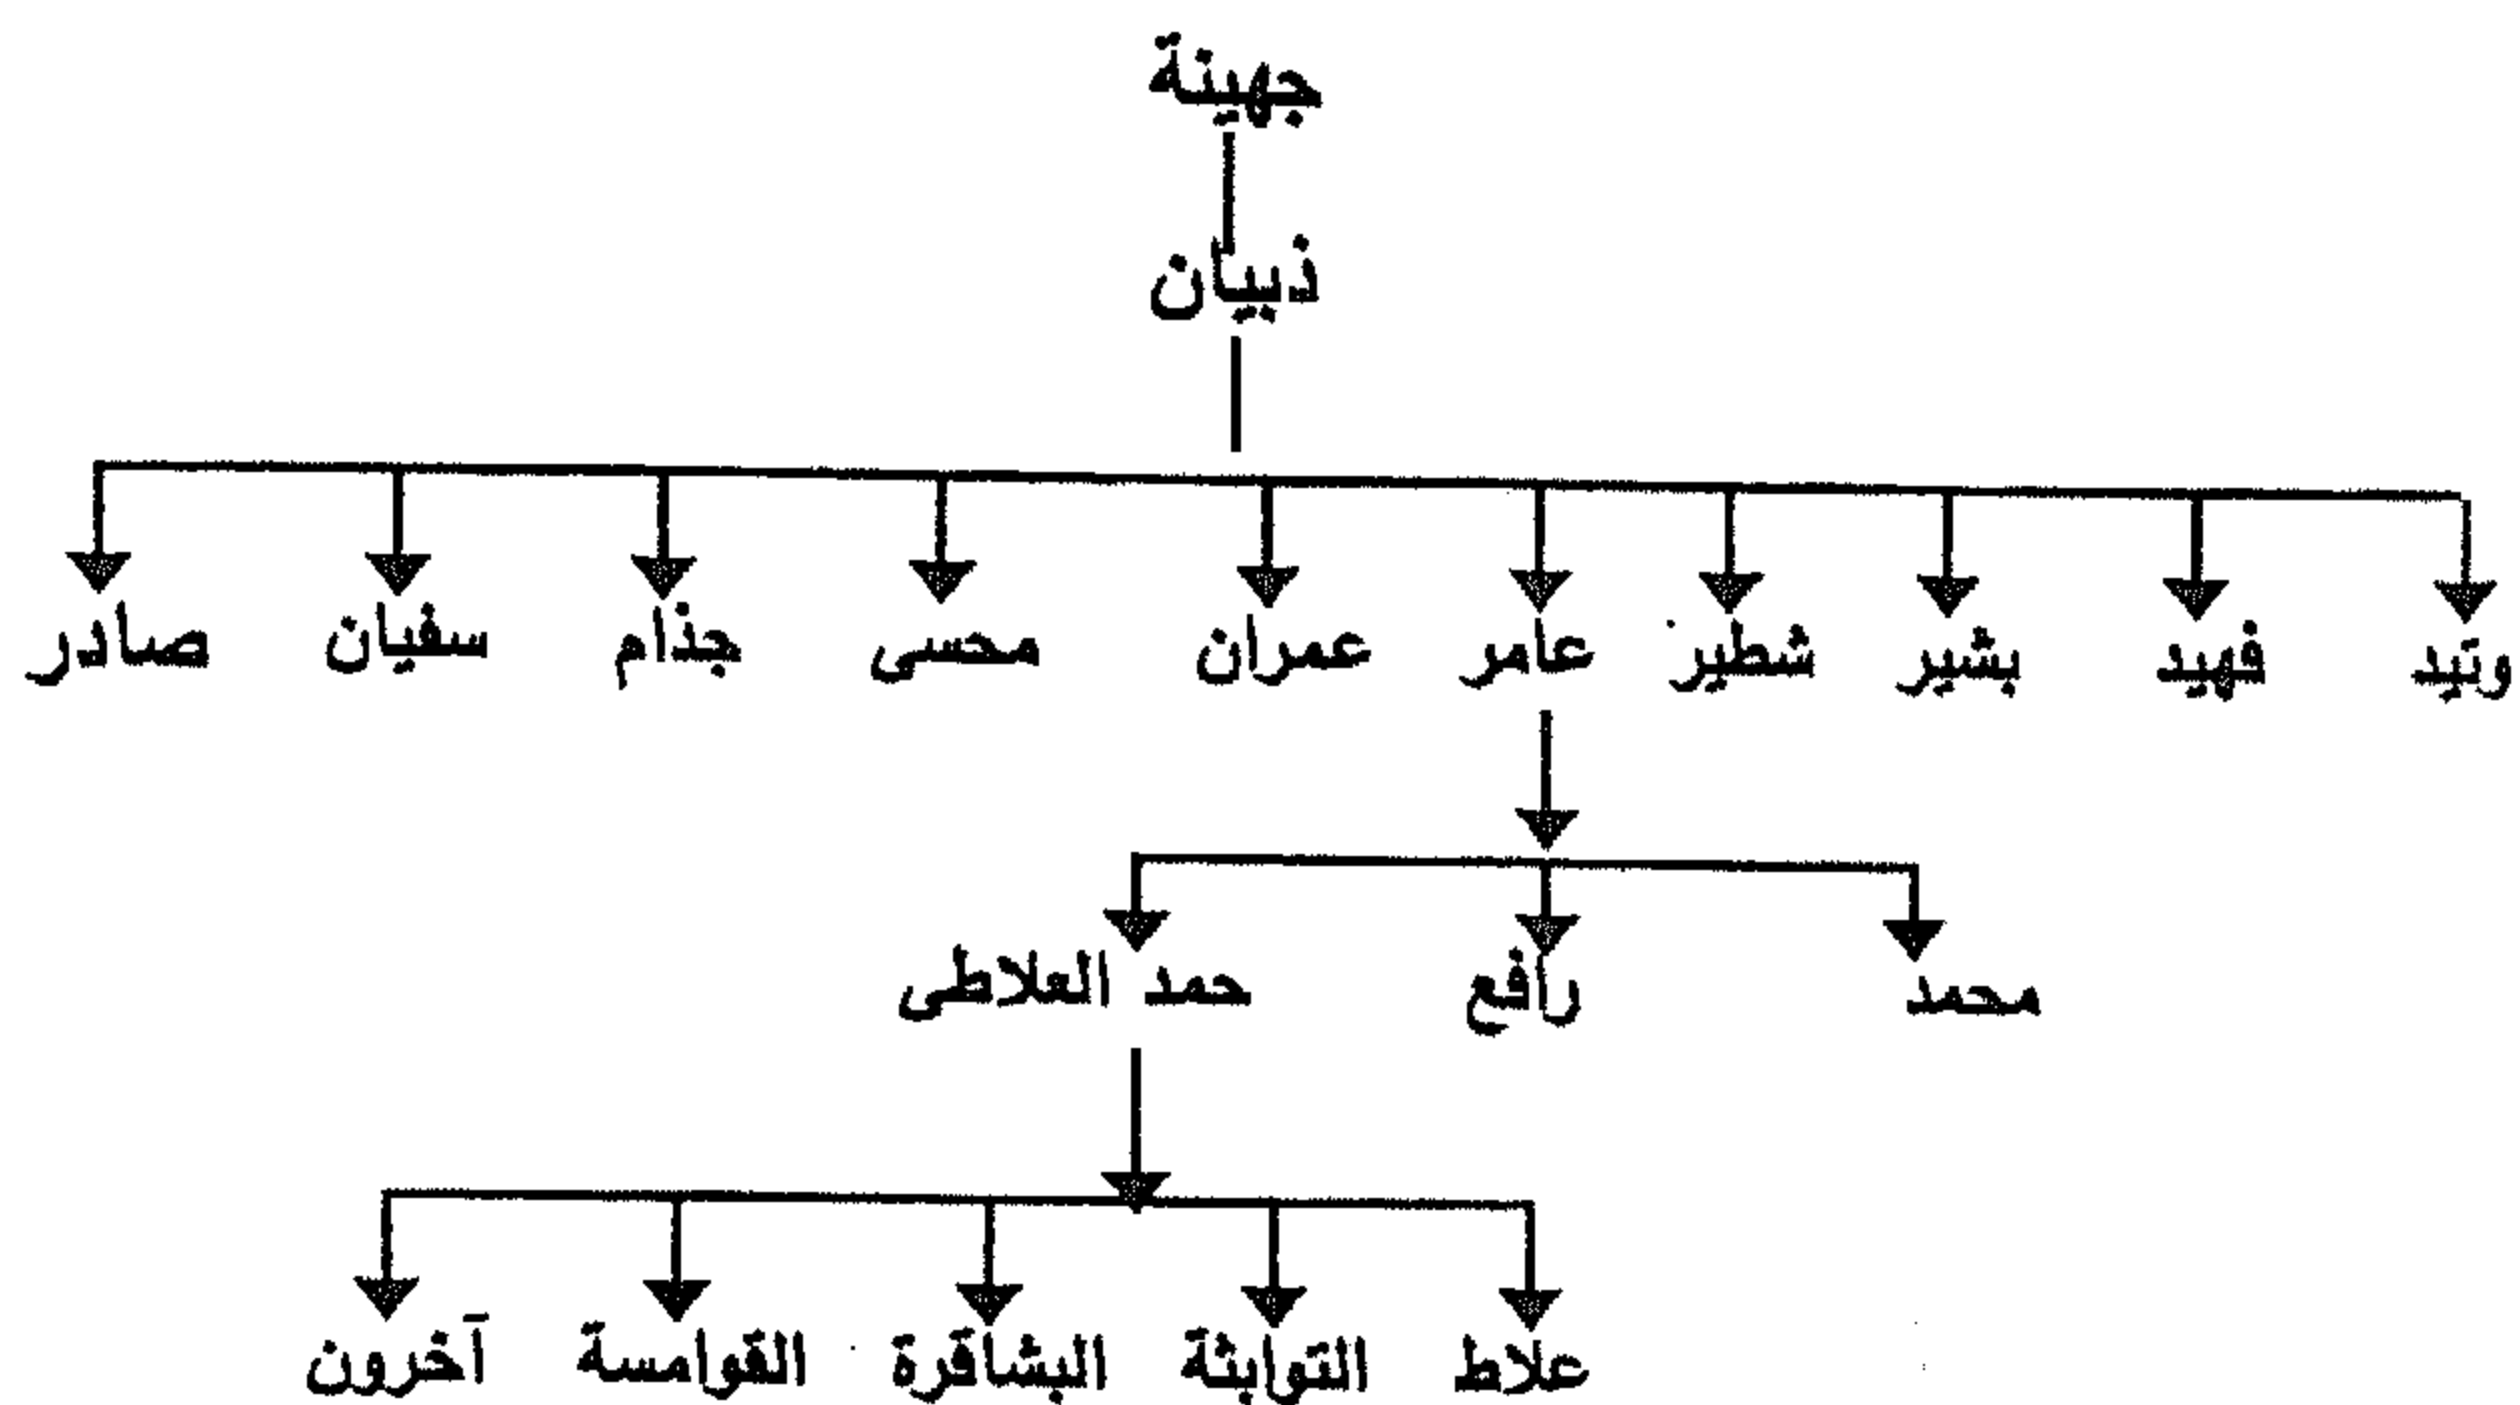 جهينة
ذبيان
وتيد فهيد بشير شطير عامر عمران محسى جذام سفيان صادر
محمد رافع حمد العلاطى
علاط التوابثة البشاقرة القوامسة آخرون